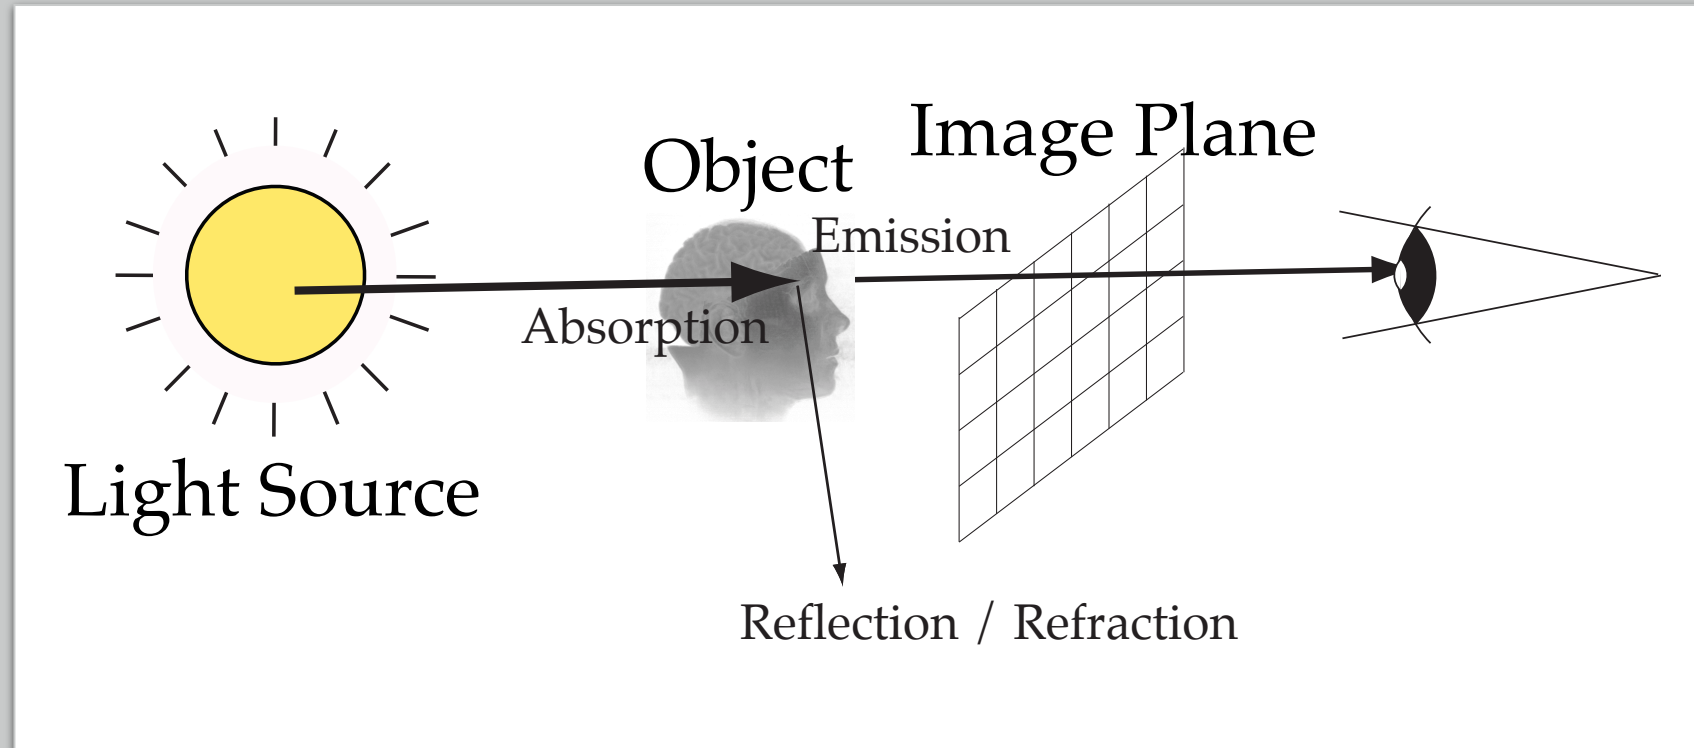 Image Plane
Object
Emission
Absorption
Light Source
Reflection / Refraction